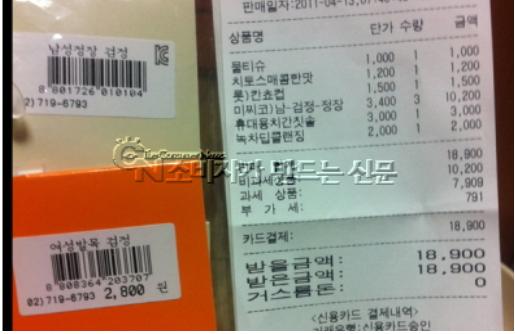 남성정장 검정
8 801726 010104
02)719-6793
여성발목 검정
8 808364 203707
02)719-6793 2,800 원
판매일자:2011-04-13
상품명 단가 수량 금액
물티슈 1,000 1 1,000
치토스매콤한맛 1,200 1 1,200
롯)칸쵸컵 1,500 1 1,500
미찌코)남-검정-정장 3,400 3 10,200
휴대용치간칫솔 3,000 1 3,000
녹차딥클랜징 2,000 1 2,000
18,900
비과세상품: 10,200
과세 상품: 7,909
부 가 세: 791
카드결제: 18,900
받을금액: 18,900
받은금액: 18,900
거스름돈: 0
<신용카드 결제내역>
소비자가 만드는 신문